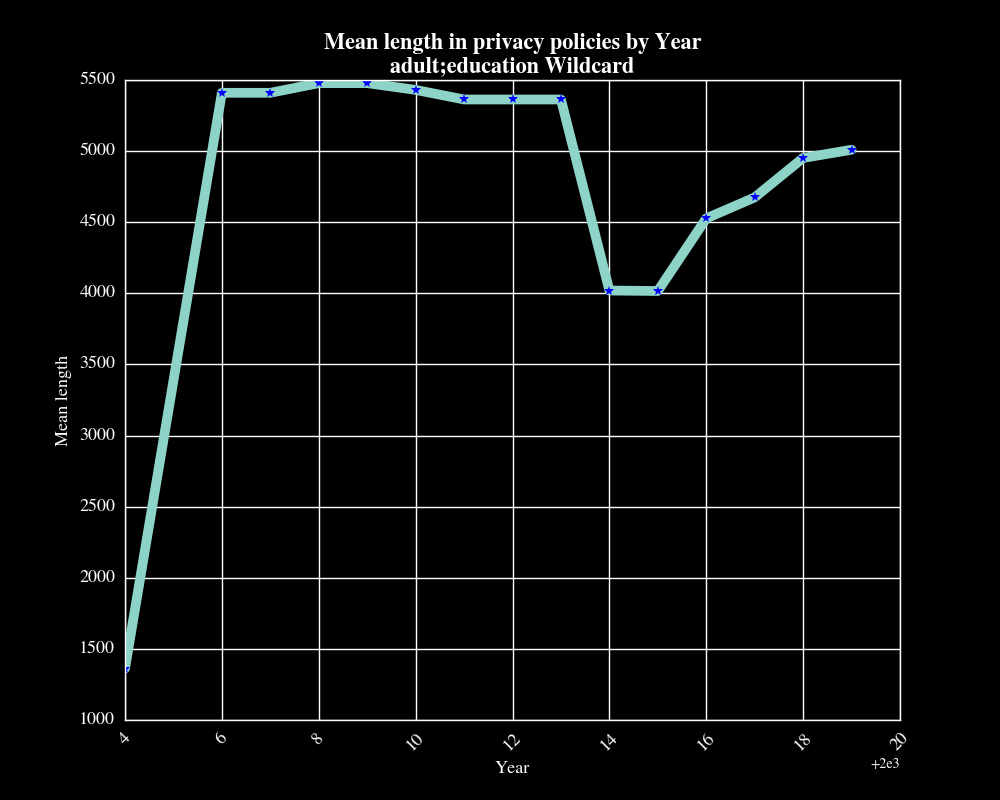 Mean length in privacy policies by Year
adult;education Wildcard
5500
5000
4500
4000
3500
3000
2500
2000
1500
1000
Mean length
4 6 8 10 12 14 16 18 20
Year
+2e3